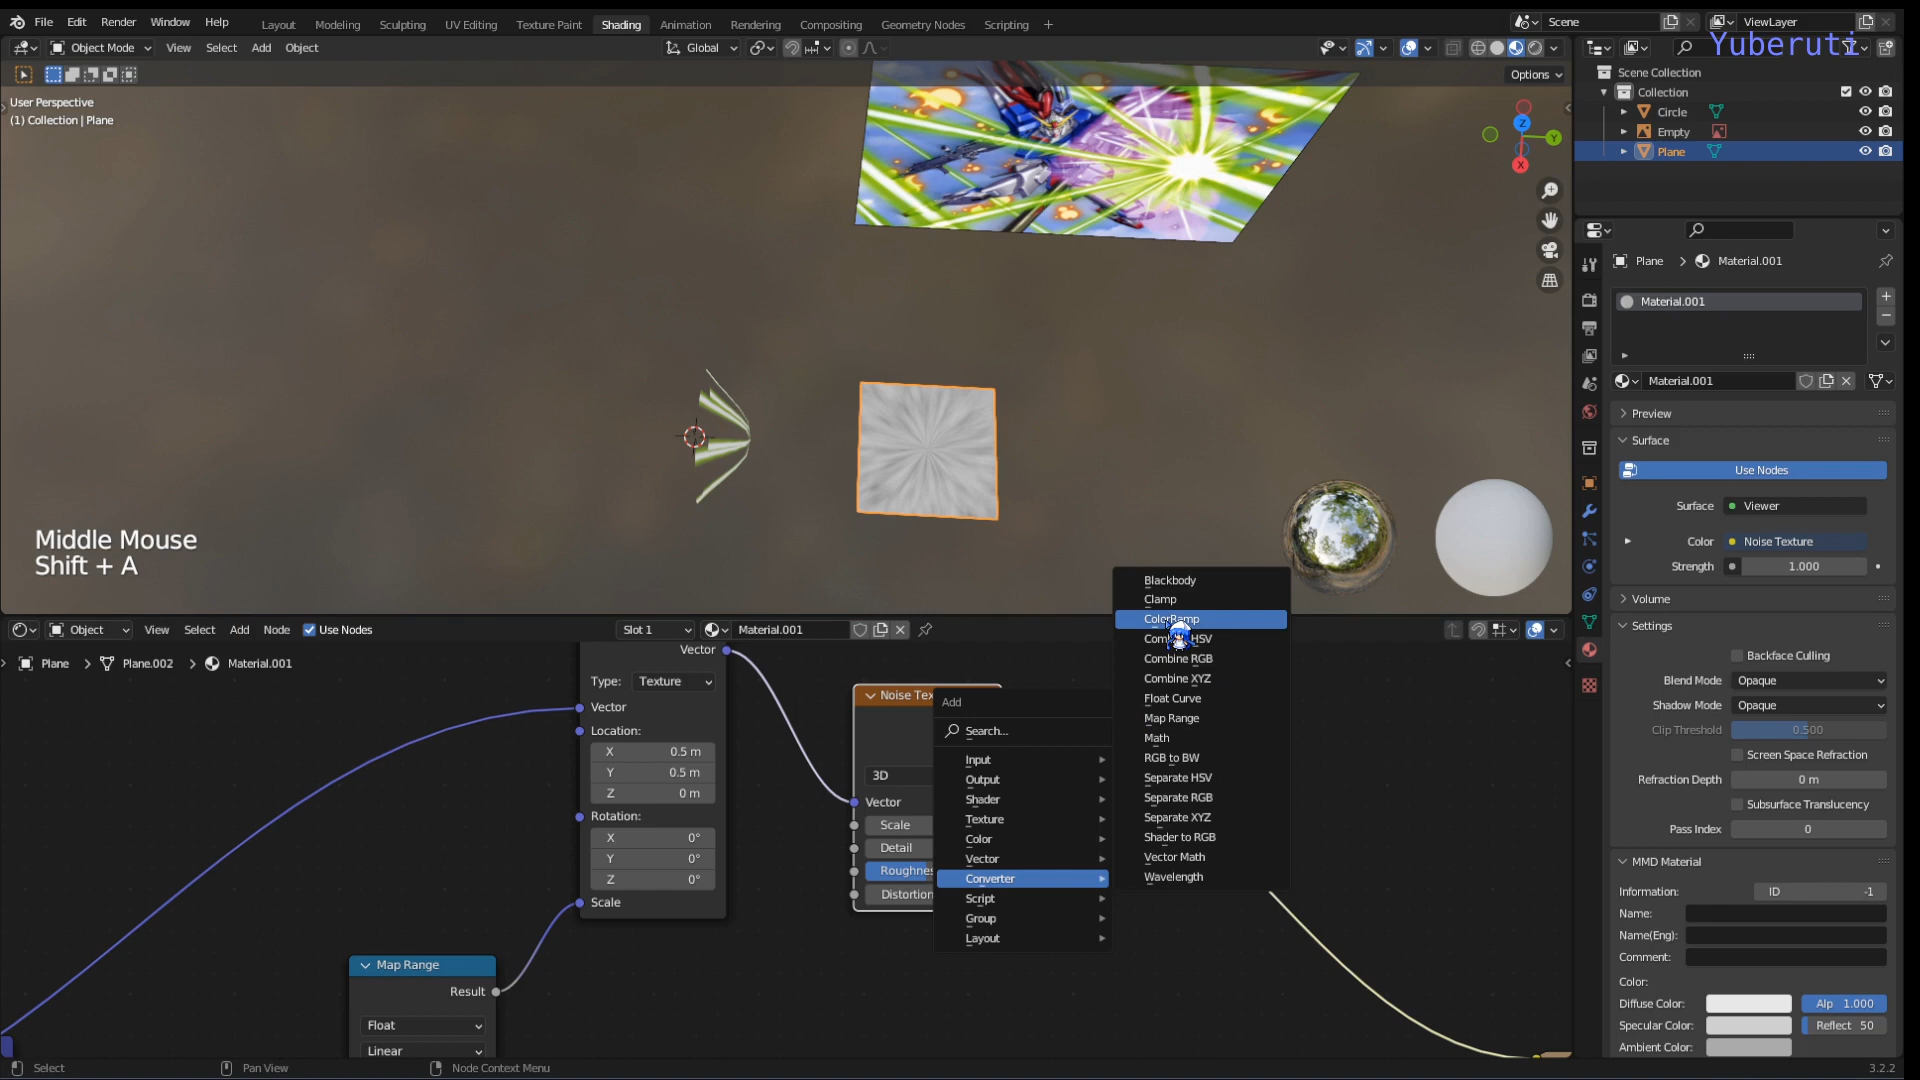 File Edit Render Window Help Layout Modeling Sculpting UV Editing Texture Paint Shading Animation Rendering Compositing Geometry Nodes Scripting + Scene ViewLayer
Yuberuti
Object Mode View Select Add Object Global
Options
User Perspective
(1) Collection | Plane
Scene Collection
Collection
Circle
Empty
Plane
Z
Y
X
Plane > Material.001
Material.001
Material.001
Preview
Surface
Use Nodes
Surface Viewer
Color Noise Texture
Strength 1.000
Volume
Settings
Backface Culling
Blend Mode Opaque
Shadow Mode Opaque
Clip Threshold 0.500
Screen Space Refraction
Refraction Depth 0 m
Subsurface Translucency
Pass Index 0
MMD Material
Information: ID -1
Name:
Name(Eng):
Comment:
Color:
Diffuse Color: Alp 1.000
Specular Color: Reflect 50
Ambient Color:
Middle Mouse
Shift + A
Object View Select Add Node Use Nodes Slot 1 Material.001
Plane > Plane.002 > Material.001
Vector
Type: Texture
Vector
Location:
X 0.5 m
Y 0.5 m
Z 0 m
Rotation:
X 0°
Y 0°
Z 0°
Scale
Map Range
Result
Float
Linear
Noise Tex
3D
Vector
Scale
Detail
Roughnes
Distortion
Add
Search...
Input
Output
Shader
Texture
Color
Vector
Converter
Script
Group
Layout
Blackbody
Clamp
ColorRamp
Combine HSV
Combine RGB
Combine XYZ
Float Curve
Map Range
Math
RGB to BW
Separate HSV
Separate RGB
Separate XYZ
Shader to RGB
Vector Math
Wavelength
Select Pan View Node Context Menu 3.2.2